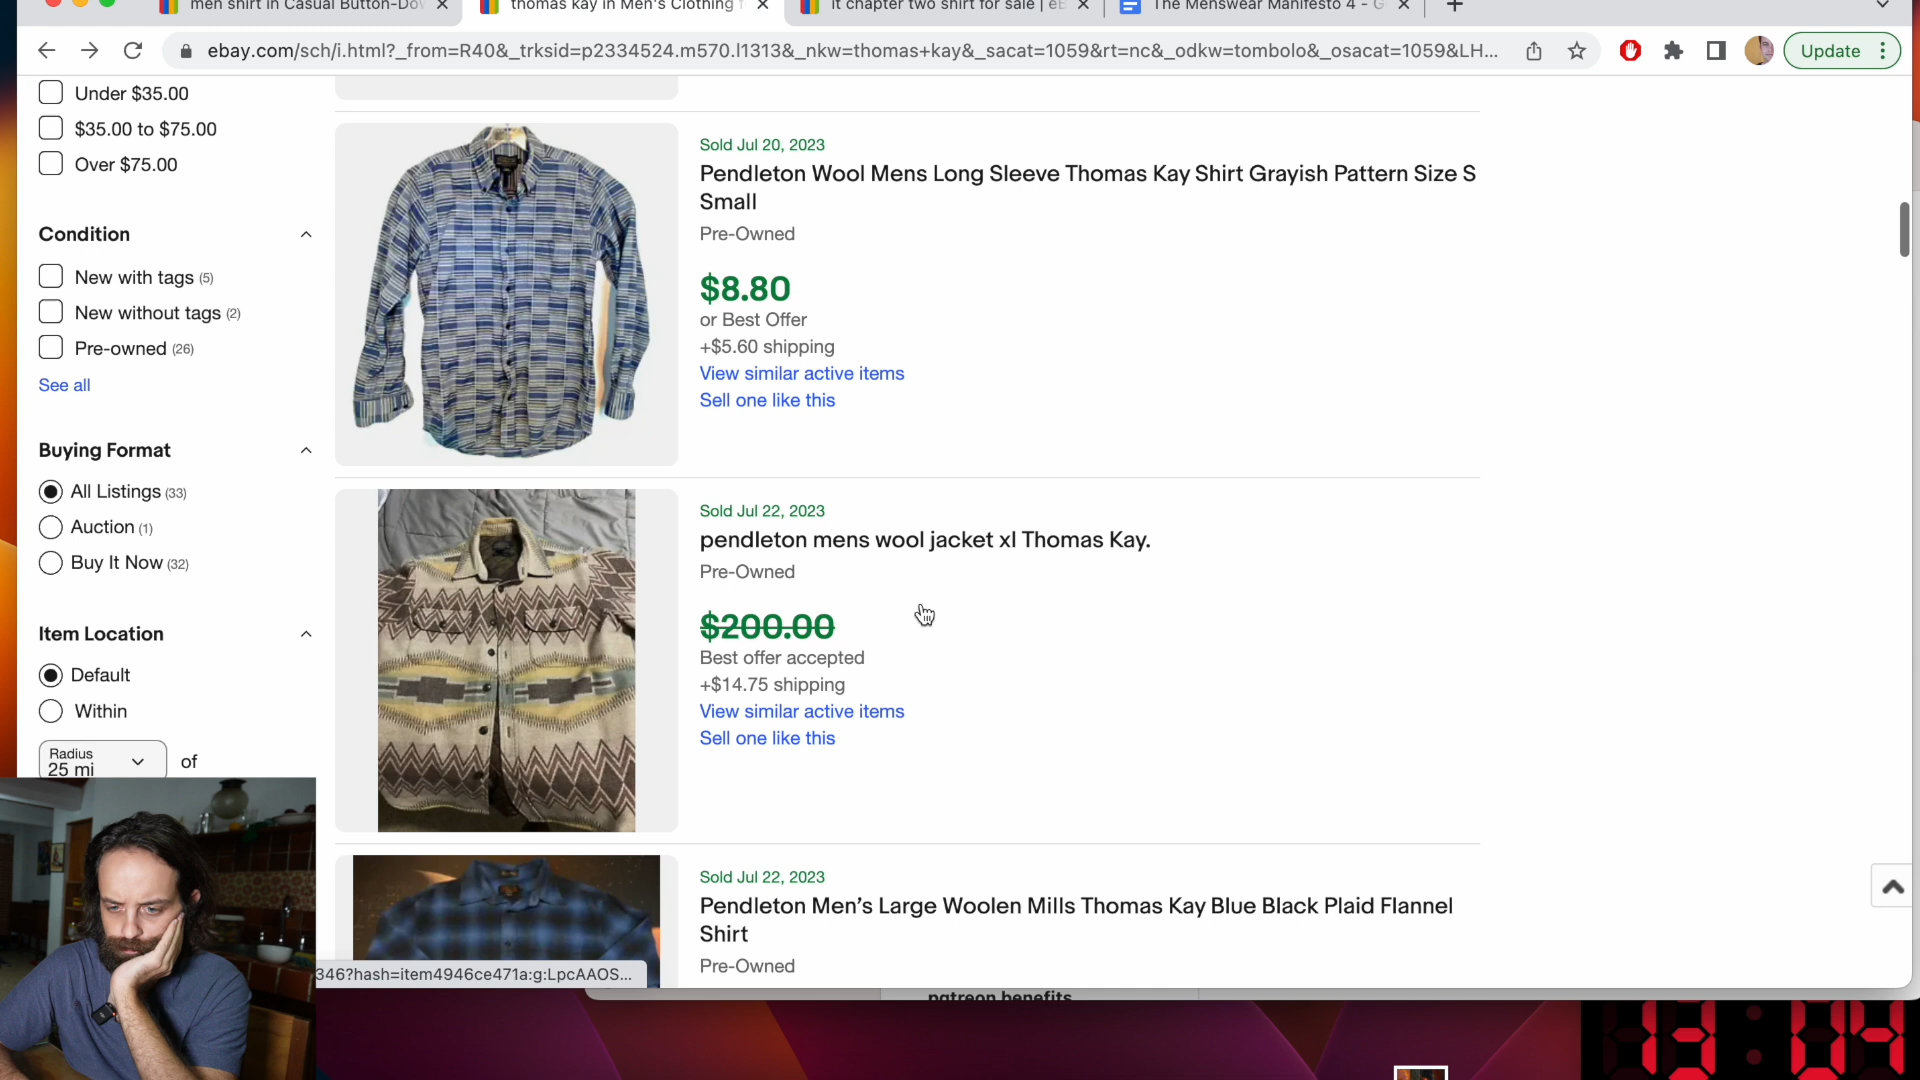 men shirt in Casual Button-Do
thomas kay in Men's Clothing f
it chapter two shirt for sale | eB
The Menswear Manifesto 4 - G
ebay.com/sch/i.html?_from=R40&_trksid=p2334524.m570.l1313&_nkw=thomas+kay&_sacat=1059&rt=nc&_odkw=tombolo&_osacat=1059&LH...
Update
Under $35.00
$35.00 to $75.00
Over $75.00
Condition
New with tags (5)
New without tags (2)
Pre-owned (26)
See all
Buying Format
All Listings (33)
Auction (1)
Buy It Now (32)
Item Location
Default
Within
Radius
25 mi
of
Sold Jul 20, 2023
Pendleton Wool Mens Long Sleeve Thomas Kay Shirt Grayish Pattern Size S
Small
Pre-Owned
$8.80
or Best Offer
+$5.60 shipping
View similar active items
Sell one like this
Sold Jul 22, 2023
pendleton mens wool jacket xl Thomas Kay.
Pre-Owned
$200.00
Best offer accepted
+$14.75 shipping
View similar active items
Sell one like this
Sold Jul 22, 2023
Pendleton Men's Large Woolen Mills Thomas Kay Blue Black Plaid Flannel
Shirt
Pre-Owned
346?hash=item4946ce471a:g:LpcAAOS...
patreon benefits
13:04